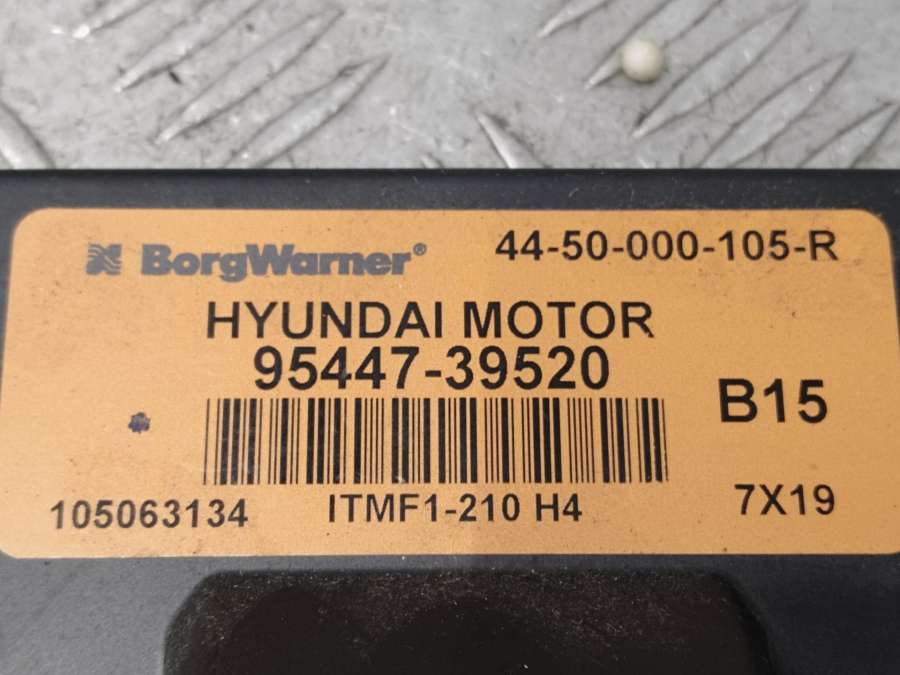 BorgWarner® 44-50-000-105-R
HYUNDAI MOTOR
95447-39520
B15
105063134 ITMF1-210 H4 7X19